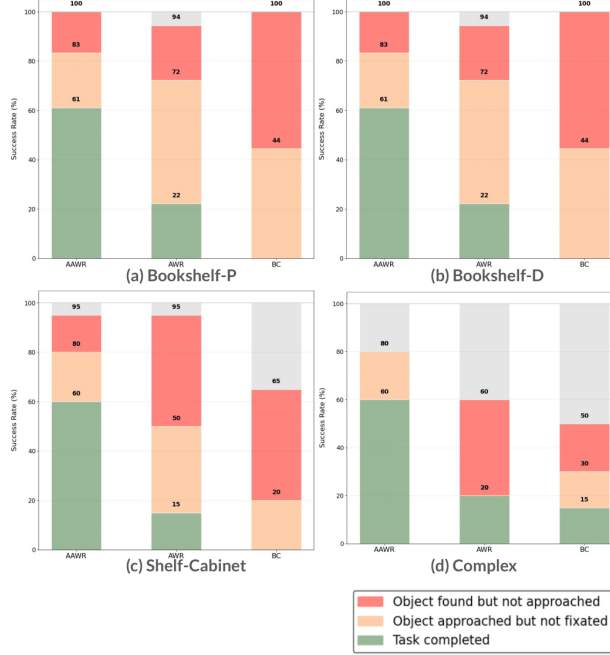 100 94 100
100 83 72 44
80 61 22
Success Rate (%)
60
40
20
0
AAWR AWR BC
(a) Bookshelf-P
100 94 100
100 83 72 44
80 61 22
Success Rate (%)
60
40
20
0
AAWR AWR BC
(b) Bookshelf-D
100 95 95 65
80 80 50 20
60 60 15
Success Rate (%)
40
20
0
AAWR AWR BC
(c) Shelf-Cabinet
100 80 60 50
80 60 20 30
60 15
Success Rate (%)
40
20
0
AAWR AWR BC
(d) Complex
Object found but not approached
Object approached but not fixated
Task completed